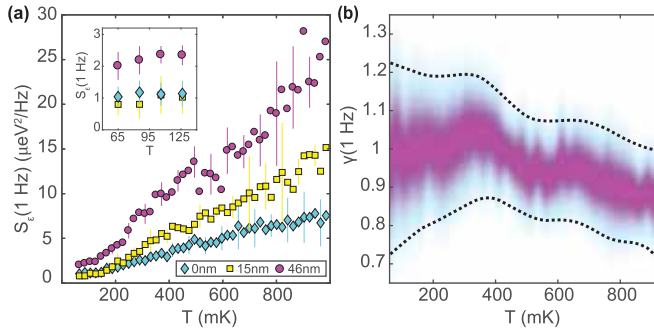 (a)
S_ε(1 Hz) (μeV²/Hz)
30
25
20
15
10
5
0
200
400
600
800
T (mK)
S_ε(1 Hz)
3
2
1
0
65
95
125
T
0nm
15nm
46nm
(b)
γ(1 Hz)
1.3
1.2
1.1
1
0.9
0.8
0.7
200
400
600
800
T (mK)